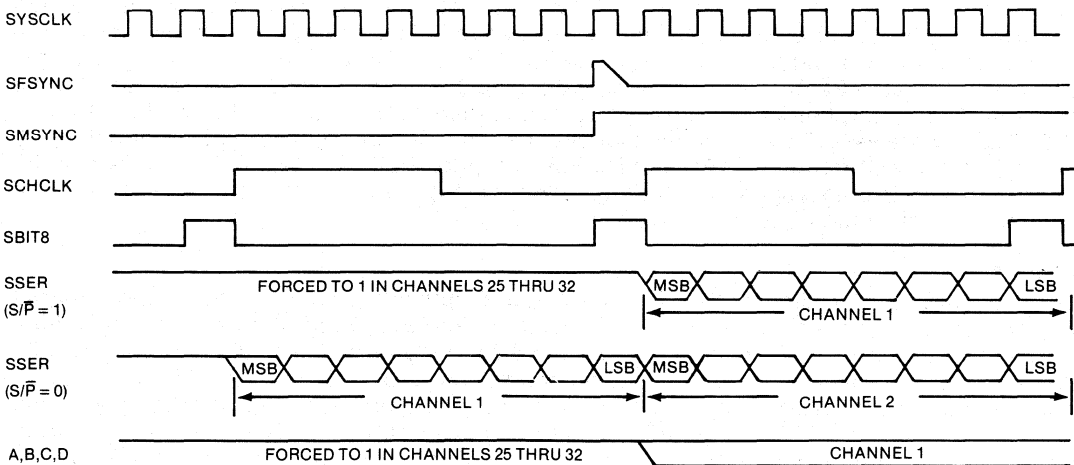 SYSCLK
SFSYNC
SMSYNC
SCHCLK
SBIT8
SSER
(S/P̅ = 1)
FORCED TO 1 IN CHANNELS 25 THRU 32
MSB
LSB
CHANNEL 1
SSER
(S/P̅ = 0)
MSB
LSB
MSB
LSB
CHANNEL 1
CHANNEL 2
A,B,C,D
FORCED TO 1 IN CHANNELS 25 THRU 32
CHANNEL 1